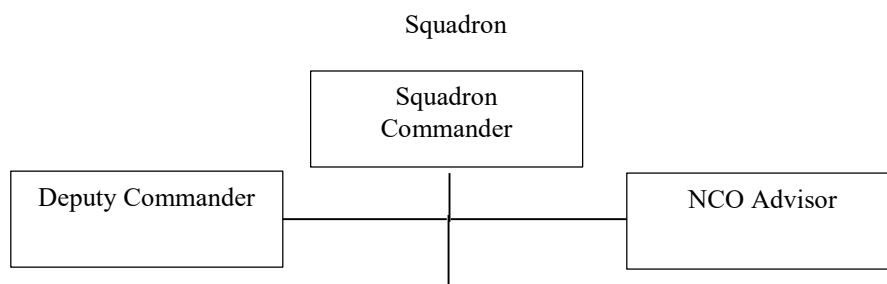 Squadron
Squadron
Commander
Deputy Commander
NCO Advisor